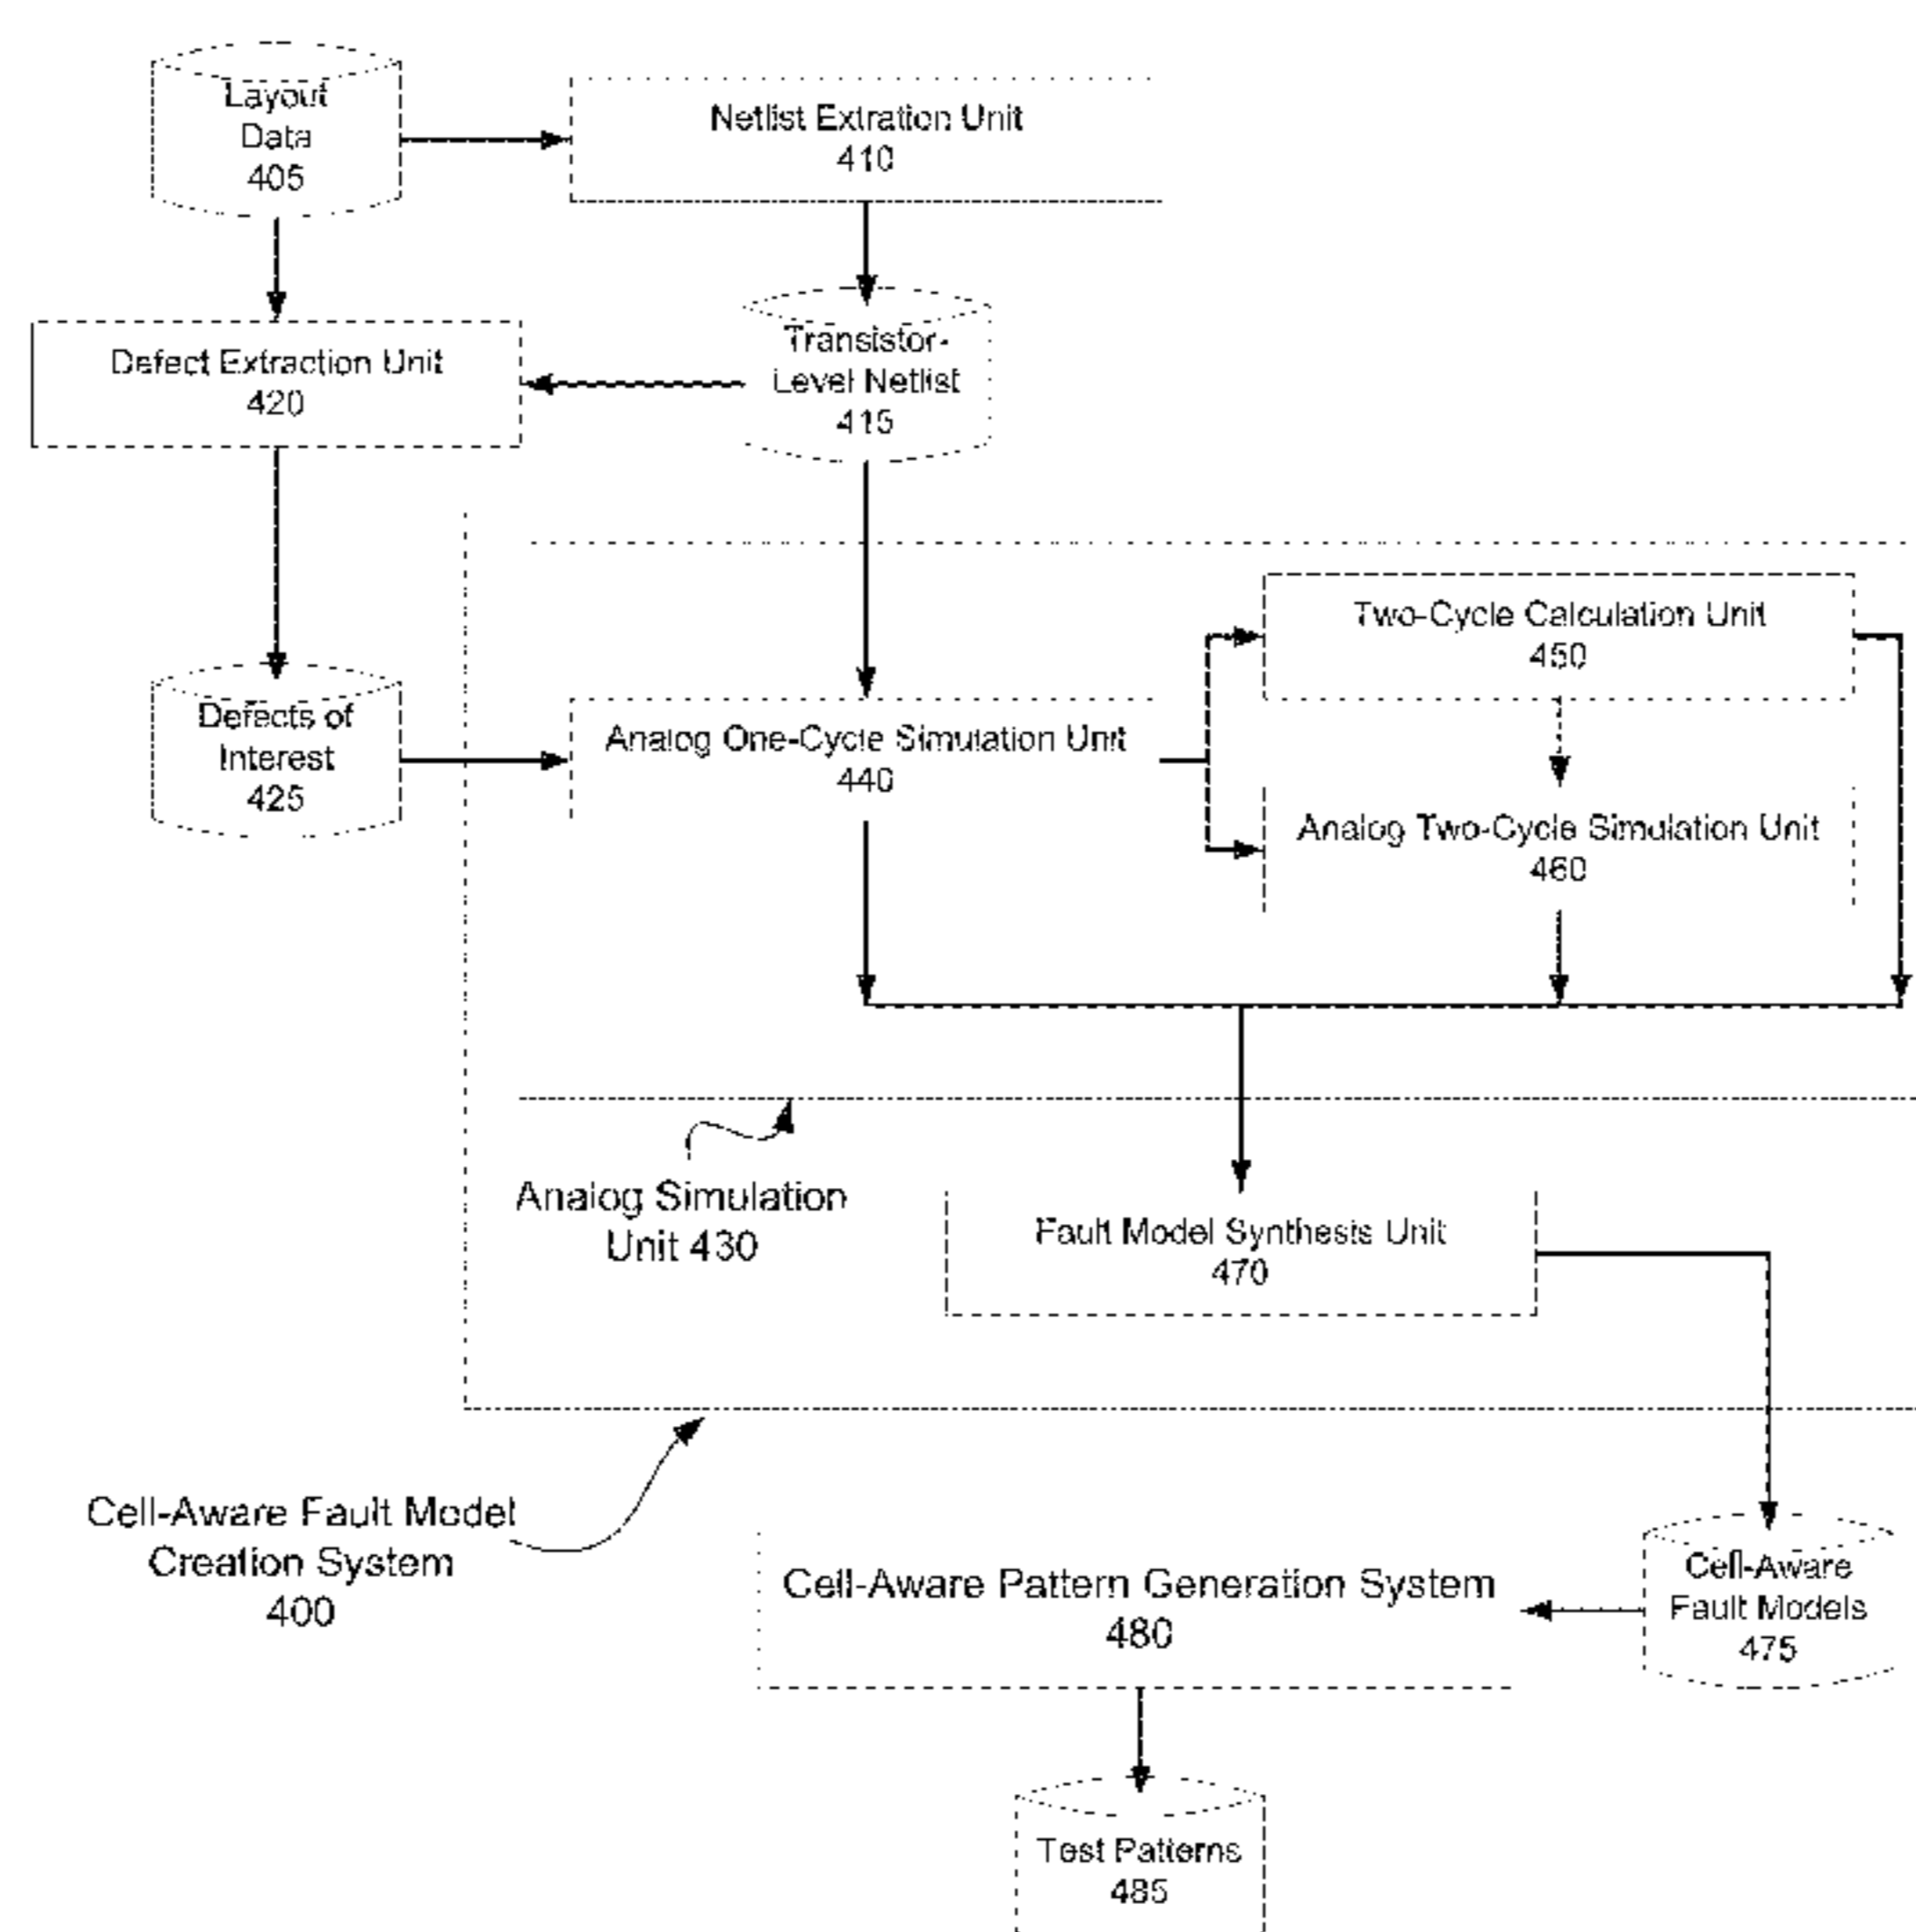 Layout
Data
405
Netlist Extration Unit
410
Transistor-
Level Netlist
415
Defect Extraction Unit
420
Defects of
Interest
425
Analog One-Cycle Simulation Unit
440
Two-Cycle Calculation Unit
450
Analog Two-Cycle Simulation Unit
460
Analog Simulation
Unit 430
Fault Model Synthesis Unit
470
Cell-Aware Fault Model
Creation System
400
Cell-Aware Pattern Generation System
480
Cell-Aware
Fault Models
475
Test Patterns
485